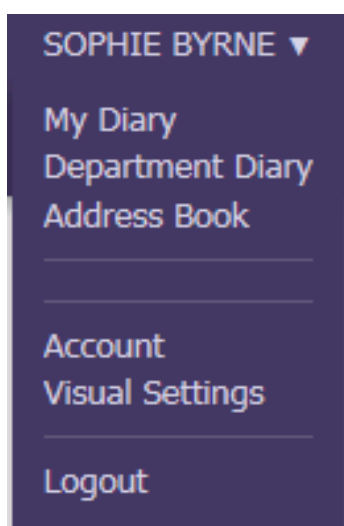 SOPHIE BYRNE ▼
My Diary
Department Diary
Address Book
Account
Visual Settings
Logout